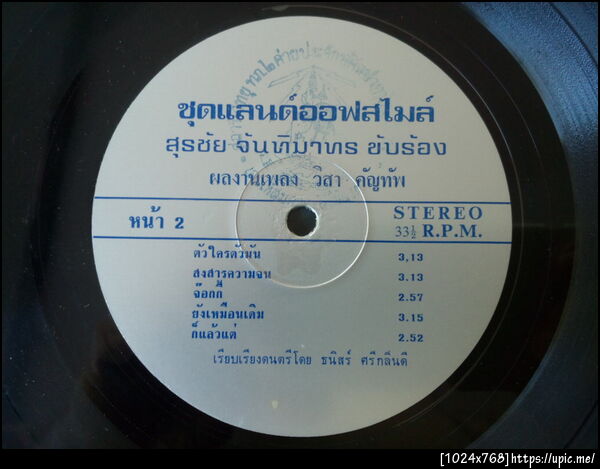 ชุดแลนด์ออฟสไมล์
สุรชัย จันทิมาทร ขับร้อง
ผลงานเพลง วิสา คัญทัพ
หน้า 2 STEREO
33½ R.P.M.
ตัวใครตัวมัน 3,13
สงสารความจน 3.13
จ๊อกกี้ 2.57
ยังเหมือนเดิม 3.15
ก็แล้วแต่ 2.52
เรียบเรียงดนตรีโดย ธนิสร์ ศรีกลิ่นดี
[1024x768]https://upic.me/